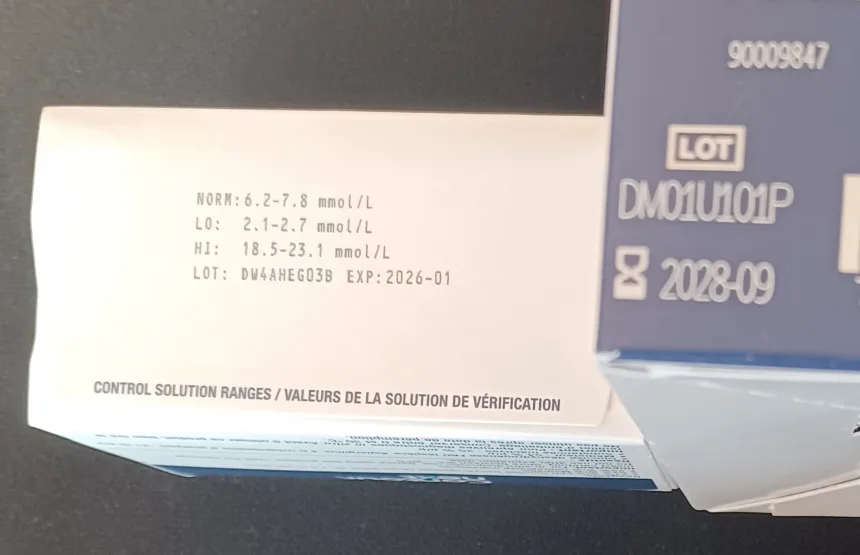 NORM:6.2-7.8 mmol/L
LO: 2.1-2.7 mmol/L
HI: 18.5-23.1 mmol/L
LOT: DW4AHEG03B EXP:2026-01
CONTROL SOLUTION RANGES / VALEURS DE LA SOLUTION DE VÉRIFICATION
90009847
LOT
DM01U101P
2028-09